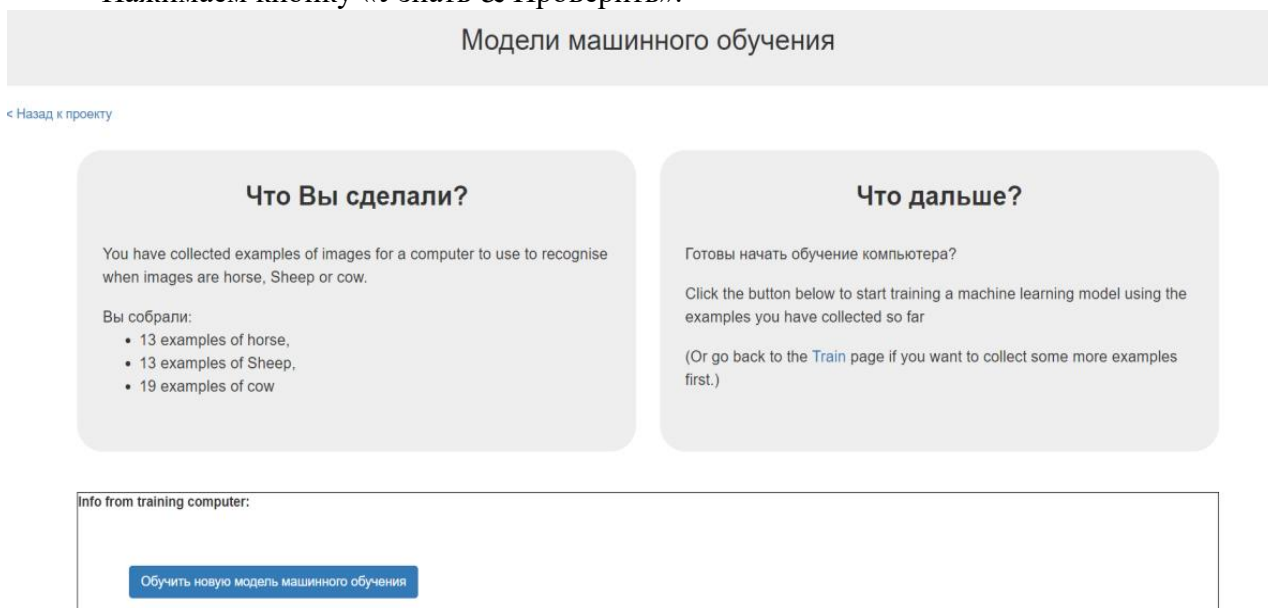 Нажимаем кнопку «Узнать & Проверить».
Модели машинного обучения
< Назад к проекту
Что Вы сделали?
You have collected examples of images for a computer to use to recognise
when images are horse, Sheep or cow.
Вы собрали:
• 13 examples of horse,
• 13 examples of Sheep,
• 19 examples of cow
Что дальше?
Готовы начать обучение компьютера?
Click the button below to start training a machine learning model using the
examples you have collected so far
(Or go back to the Train page if you want to collect some more examples
first.)
Info from training computer:
Обучить новую модель машинного обучения